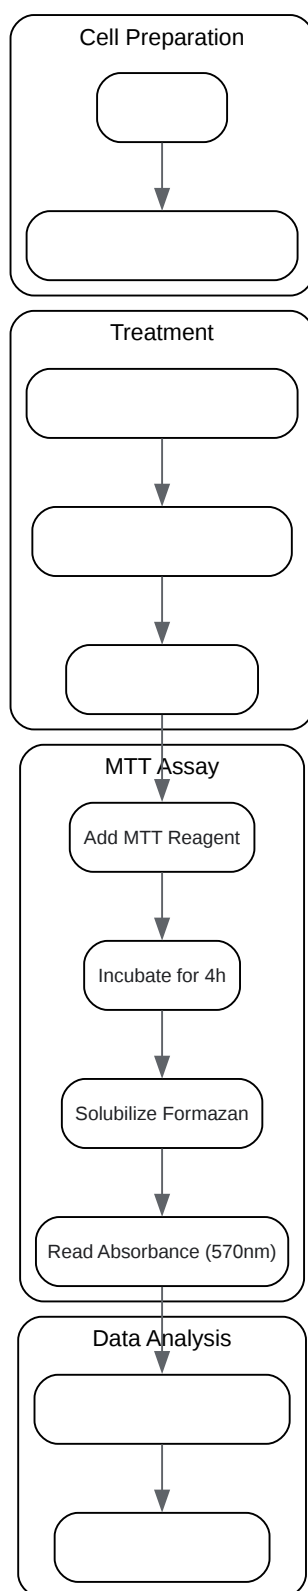 Cell Preparation
Treatment
MTT Assay
Add MTT Reagent
Incubate for 4h
Solubilize Formazan
Read Absorbance (570nm)
Data Analysis